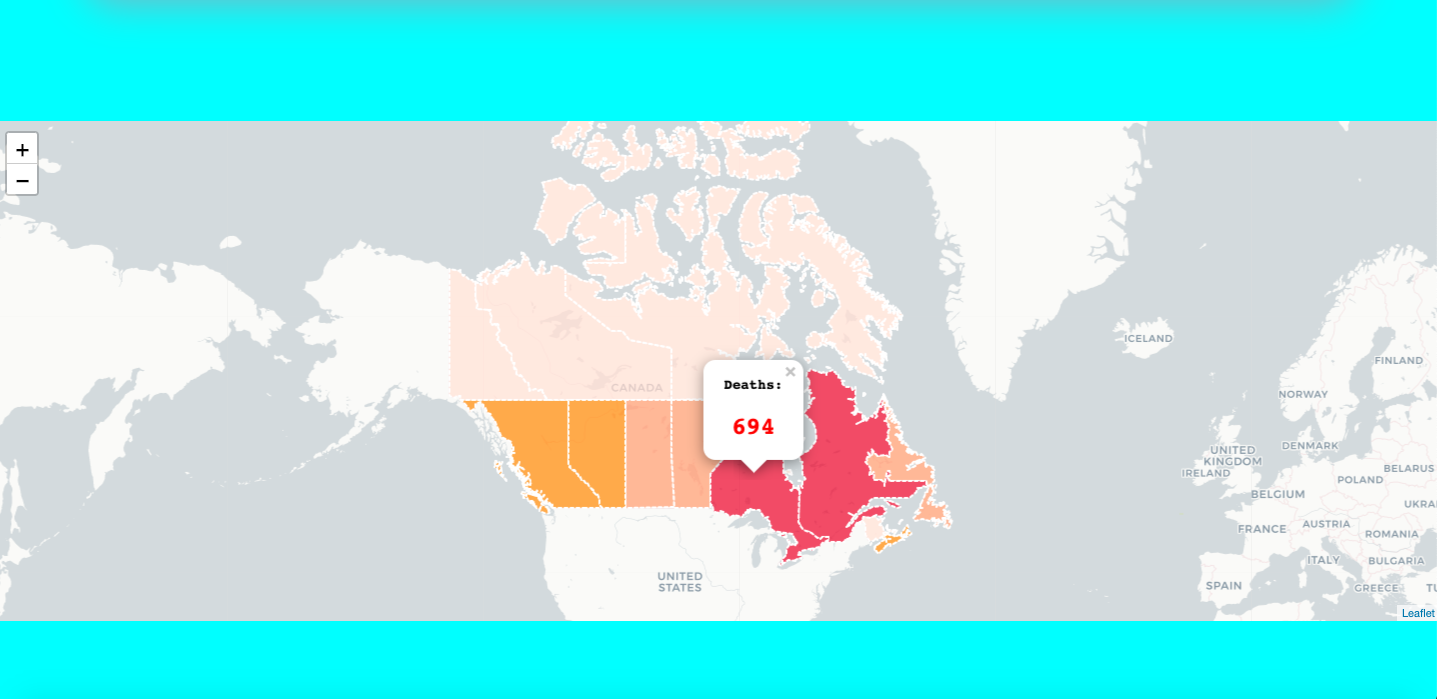 +
−
×
Deaths:
694
CANADA
UNITED
STATES
ICELAND
FINLAND
NORWAY
DENMARK
UNITED
KINGDOM
IRELAND
BELARUS
POLAND
BELGIUM
UKRA
FRANCE
AUSTRIA
ROMANIA
ITALY
BULGARIA
SPAIN
GREECE
TU
Leaflet